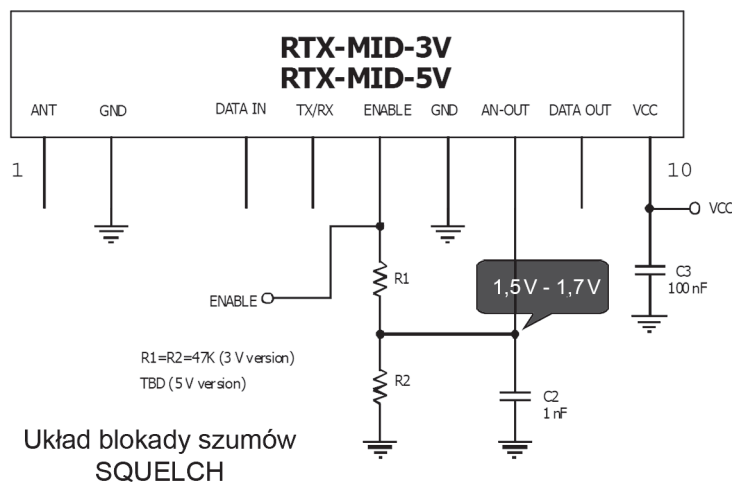 RTX-MID-3V
RTX-MID-5V
ANT GND DATA IN TX/RX ENABLE GND AN-OUT DATA OUT VCC
1 10
VCC
ENABLE
R1
1,5 V - 1,7 V
C3
100 nF
R1=R2=47K (3 V version)
TBD (5 V version)
R2
C2
1 nF
Układ blokady szumów
SQUELCH